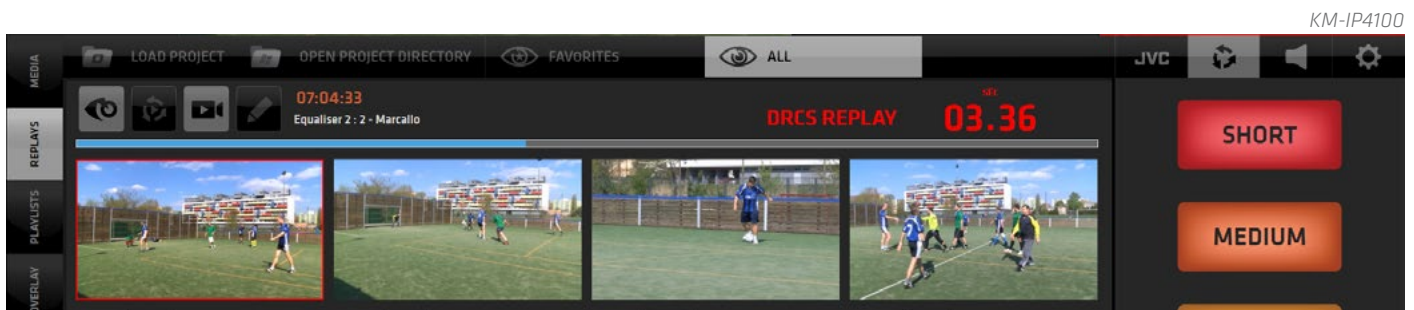 KM-IP4100
MEDIA
REPLAYS
PLAYLISTS
OVERLAY
LOAD PROJECT
OPEN PROJECT DIRECTORY
FAVORITES
ALL
JVC
07:04:33
Equaliser 2 : 2 - Marcallo
DRCS REPLAY
SEC
03.36
SHORT
MEDIUM